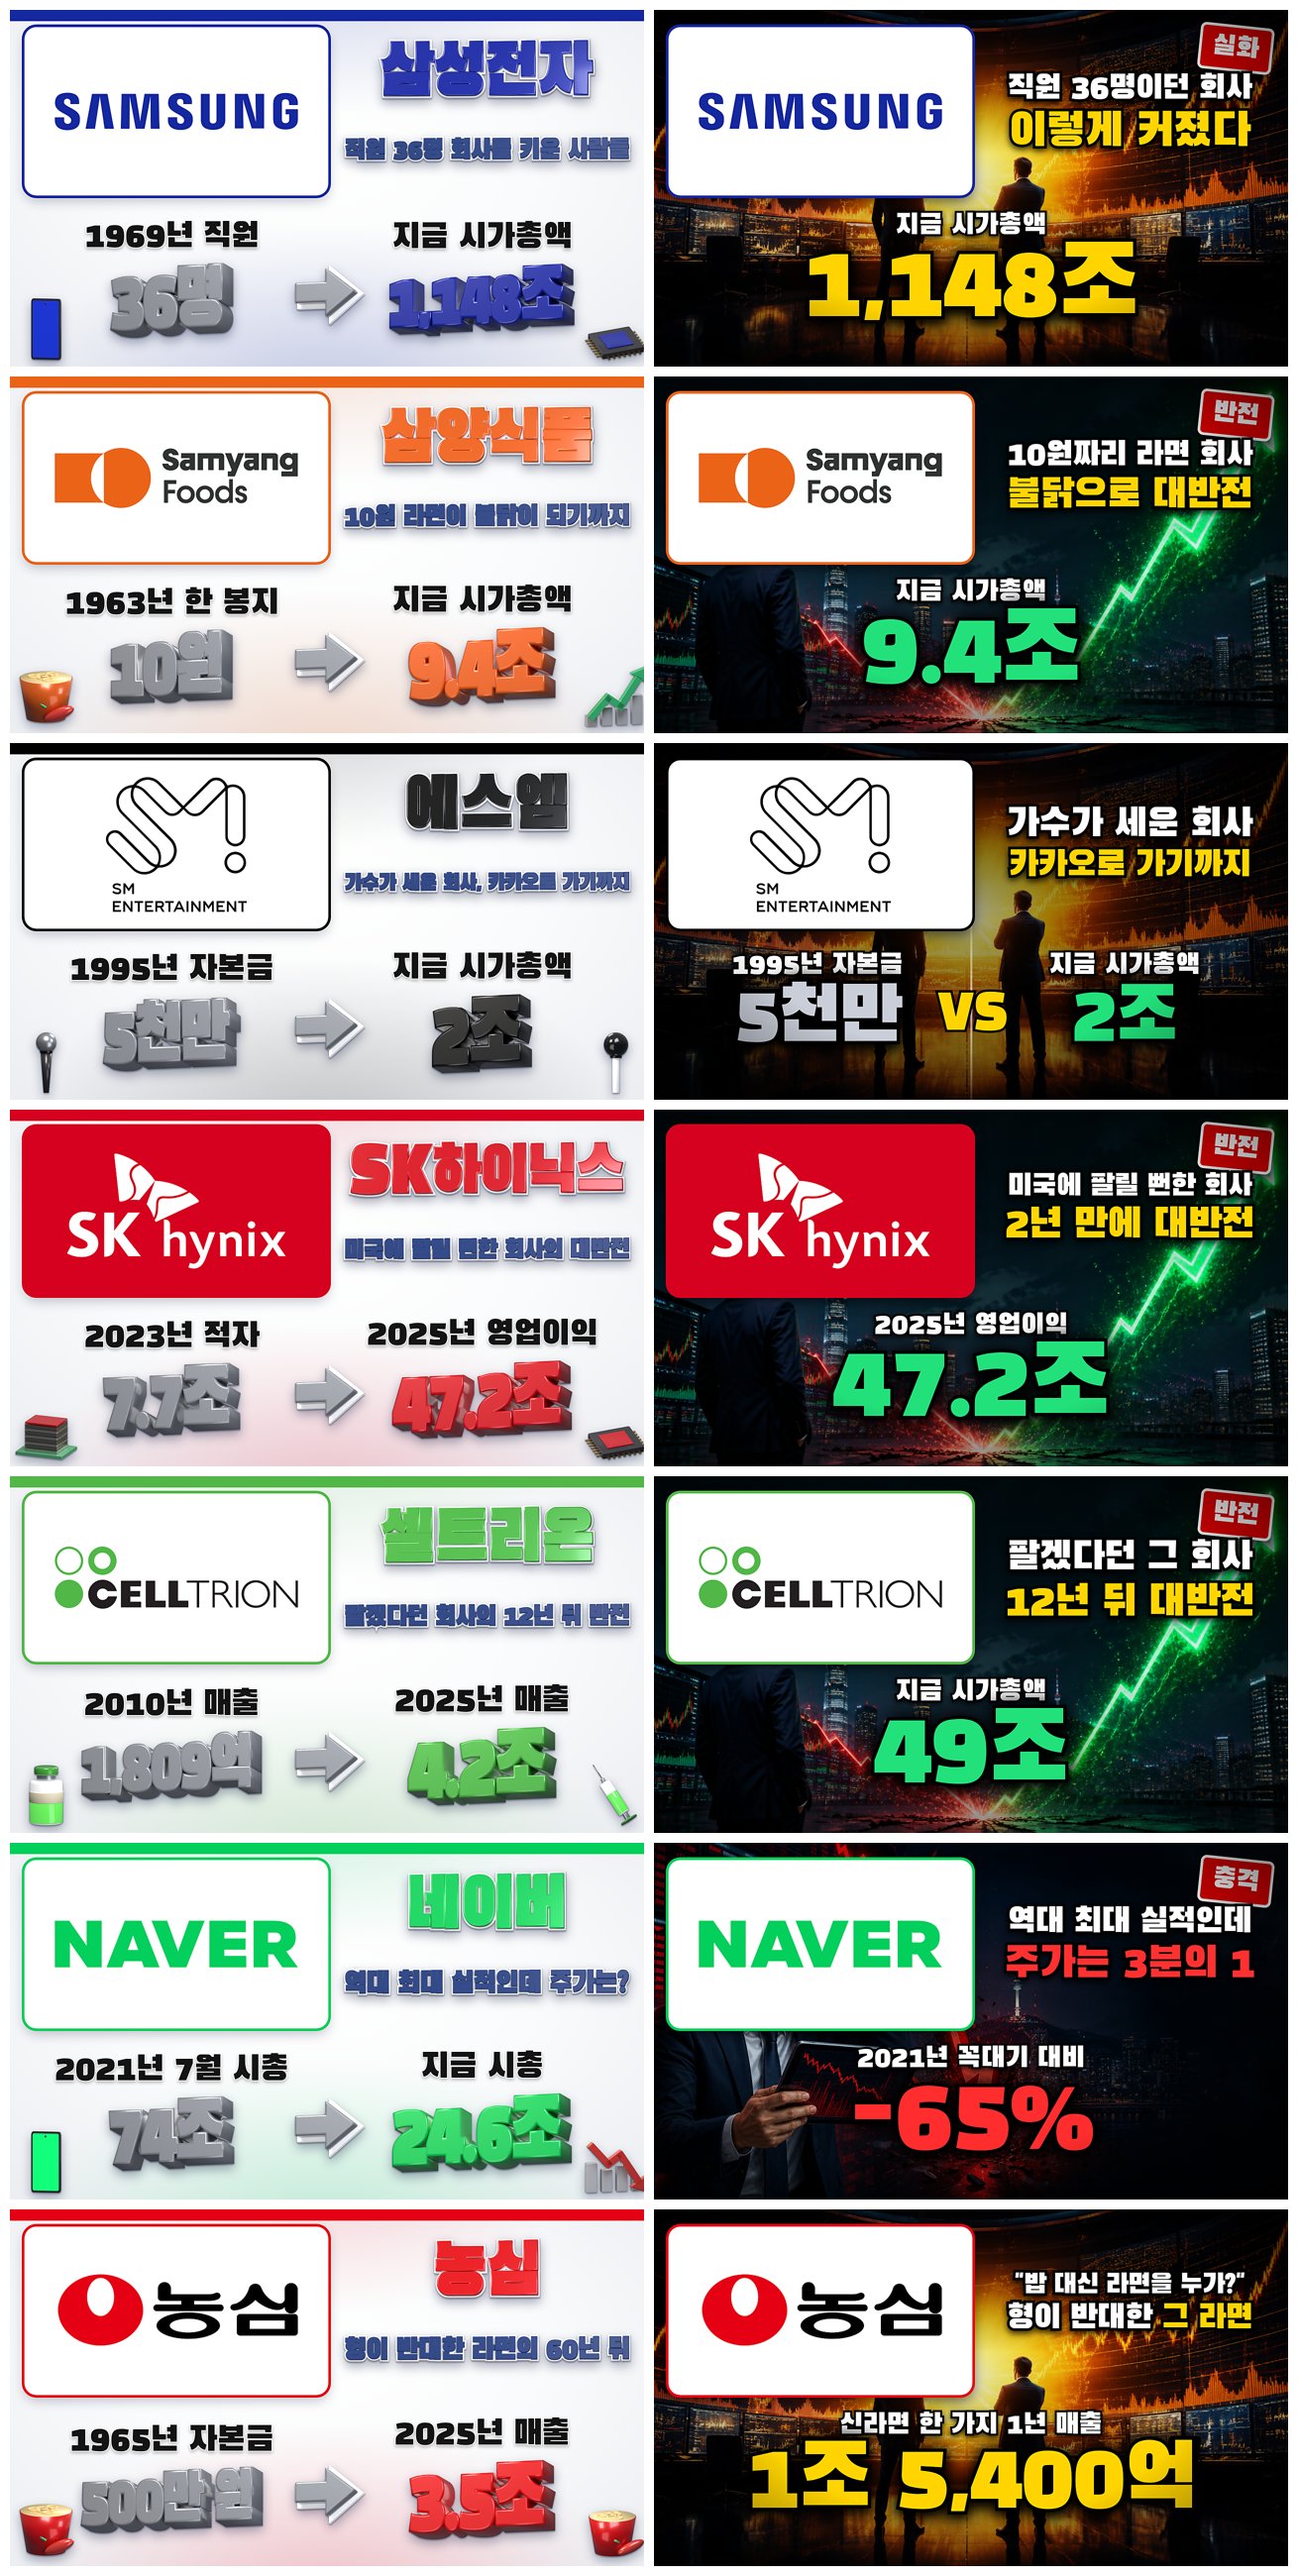 SAMSUNG
삼성전자
직원 36명 회사를 키운 사람들
1969년 직원
지금 시가총액
36명
1,148조
SAMSUNG
실화
직원 36명이던 회사
이렇게 커졌다
지금 시가총액
1,148조
Samyang
Foods
삼양식품
10원 라면이 불닭이 되기까지
1963년 한 봉지
지금 시가총액
10원
9.4조
Samyang
Foods
반전
10원짜리 라면 회사
불닭으로 대반전
지금 시가총액
9.4조
SM
SM
ENTERTAINMENT
에스엠
가수가 세운 회사, 카카오로 가기까지
1995년 자본금
지금 시가총액
5천만
2조
SM
SM
ENTERTAINMENT
가수가 세운 회사
카카오로 가기까지
1995년 자본금
지금 시가총액
5천만
VS
2조
SK hynix
SK하이닉스
미국에 팔릴 뻔한 회사의 대반전
2023년 적자
2025년 영업이익
7.7조
47.2조
SK hynix
반전
미국에 팔릴 뻔한 회사
2년 만에 대반전
2025년 영업이익
47.2조
CELLTRION
셀트리온
팔겠다던 회사의 12년 뒤 반전
2010년 매출
2025년 매출
1,809억
4.2조
CELLTRION
반전
팔겠다던 그 회사
12년 뒤 대반전
지금 시가총액
49조
NAVER
네이버
역대 최대 실적인데 주가는?
2021년 7월 시총
지금 시총
74조
24.6조
NAVER
충격
역대 최대 실적인데
주가는 3분의 1
2021년 꼭대기 대비
-65%
농심
농심
형이 반대한 라면의 60년 뒤
1965년 자본금
2025년 매출
500만 원
3.5조
농심
"밥 대신 라면을 누가?"
형이 반대한 그 라면
신라면 한 가지 1년 매출
1조 5,400억